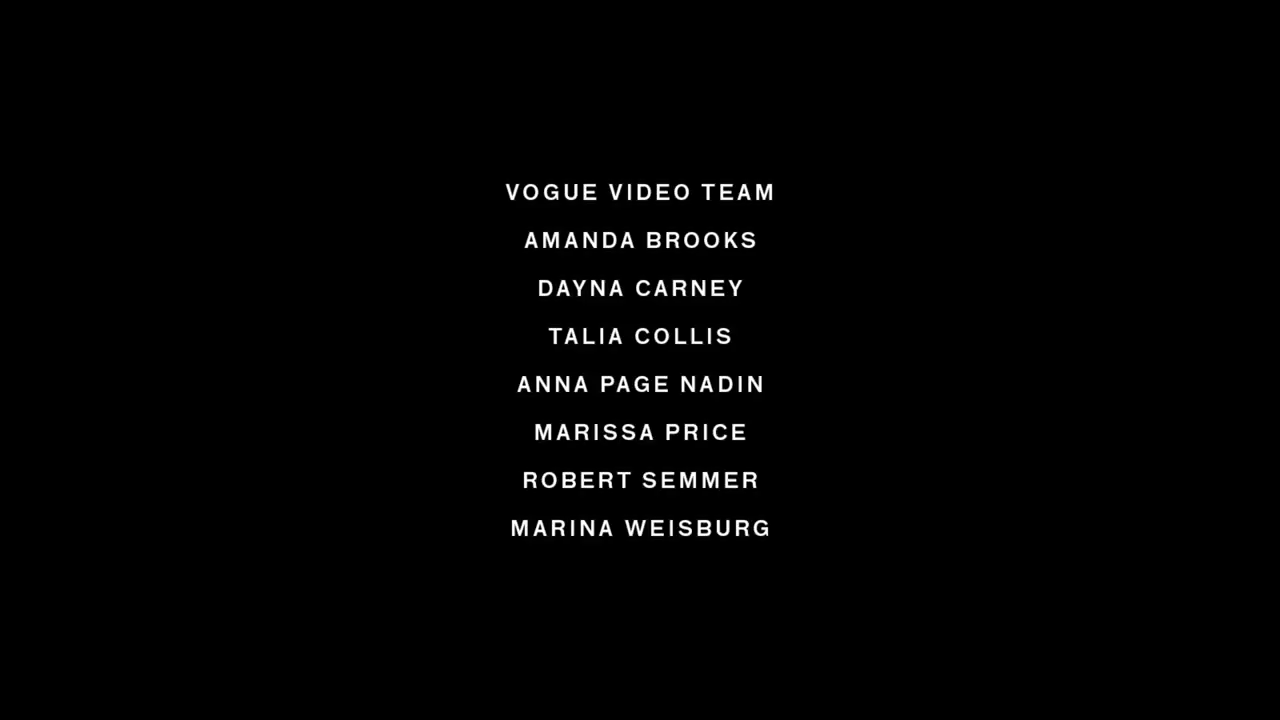 VOGUE VIDEO TEAM
AMANDA BROOKS
DAYNA CARNEY
TALIA COLLIS
ANNA PAGE NADIN
MARISSA PRICE
ROBERT SEMMER
MARINA WEISBURG